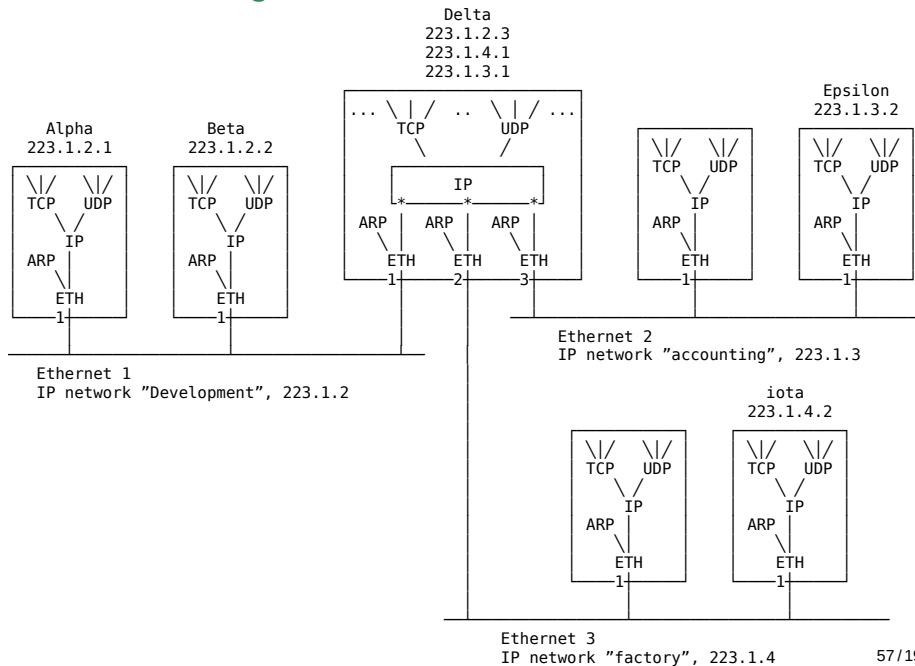 Delta
223.1.2.3
223.1.4.1
223.1.3.1
... \ | / .. \ | / ...
TCP UDP
IP
* * *
ARP ARP ARP
ETH ETH ETH
1 2 3
Alpha
223.1.2.1
\|/ \|/
TCP UDP
IP
ARP
ETH
1
Beta
223.1.2.2
\|/ \|/
TCP UDP
IP
ARP
ETH
1
\|/ \|/
TCP UDP
IP
ARP
ETH
1
Epsilon
223.1.3.2
\|/ \|/
TCP UDP
IP
ARP
ETH
1
Ethernet 2
IP network ”accounting”, 223.1.3
Ethernet 1
IP network ”Development”, 223.1.2
\|/ \|/
TCP UDP
IP
ARP
ETH
1
iota
223.1.4.2
\|/ \|/
TCP UDP
IP
ARP
ETH
1
Ethernet 3
IP network ”factory”, 223.1.4
57/19